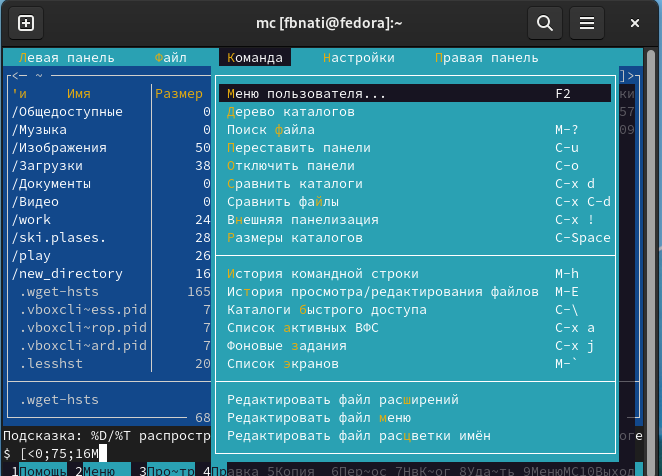 mc [fbnati@fedora]:~
Левая панель Файл Команда Настройки Правая панель
<— ~ ]>
'и Имя Размер
/Общедоступные 0
/Музыка 0
/Изображения 50
/Загрузки 38
/Документы 0
/Видео 0
/work 24
/ski.plases. 28
/play 26
/new_directory 16
.wget-hsts 165
.vboxcli~ess.pid 7
.vboxcli~rop.pid 7
.vboxcli~ard.pid 7
.lesshst 20
.wget-hsts
68
Меню пользователя... F2
Дерево каталогов
Поиск файла M-?
Переставить панели C-u
Отключить панели C-o
Сравнить каталоги C-x d
Сравнить файлы C-x C-d
Внешняя панелизация C-x !
Размеры каталогов C-Space
История командной строки M-h
История просмотра/редактирования файлов M-E
Каталоги быстрого доступа C-\
Список активных ВФС C-x a
Фоновые задания C-x j
Список экранов M-`
Редактировать файл расширений
Редактировать файл меню
Редактировать файл расцветки имён
ки
57
09
Подсказка: %D/%T распростр оге
$ [<0;75;16M
1Помощь 2Меню 3Про~тр 4Правка 5Копия 6Пер~ос 7НвК~ог 8Уда~ть 9МенюMC10Выход